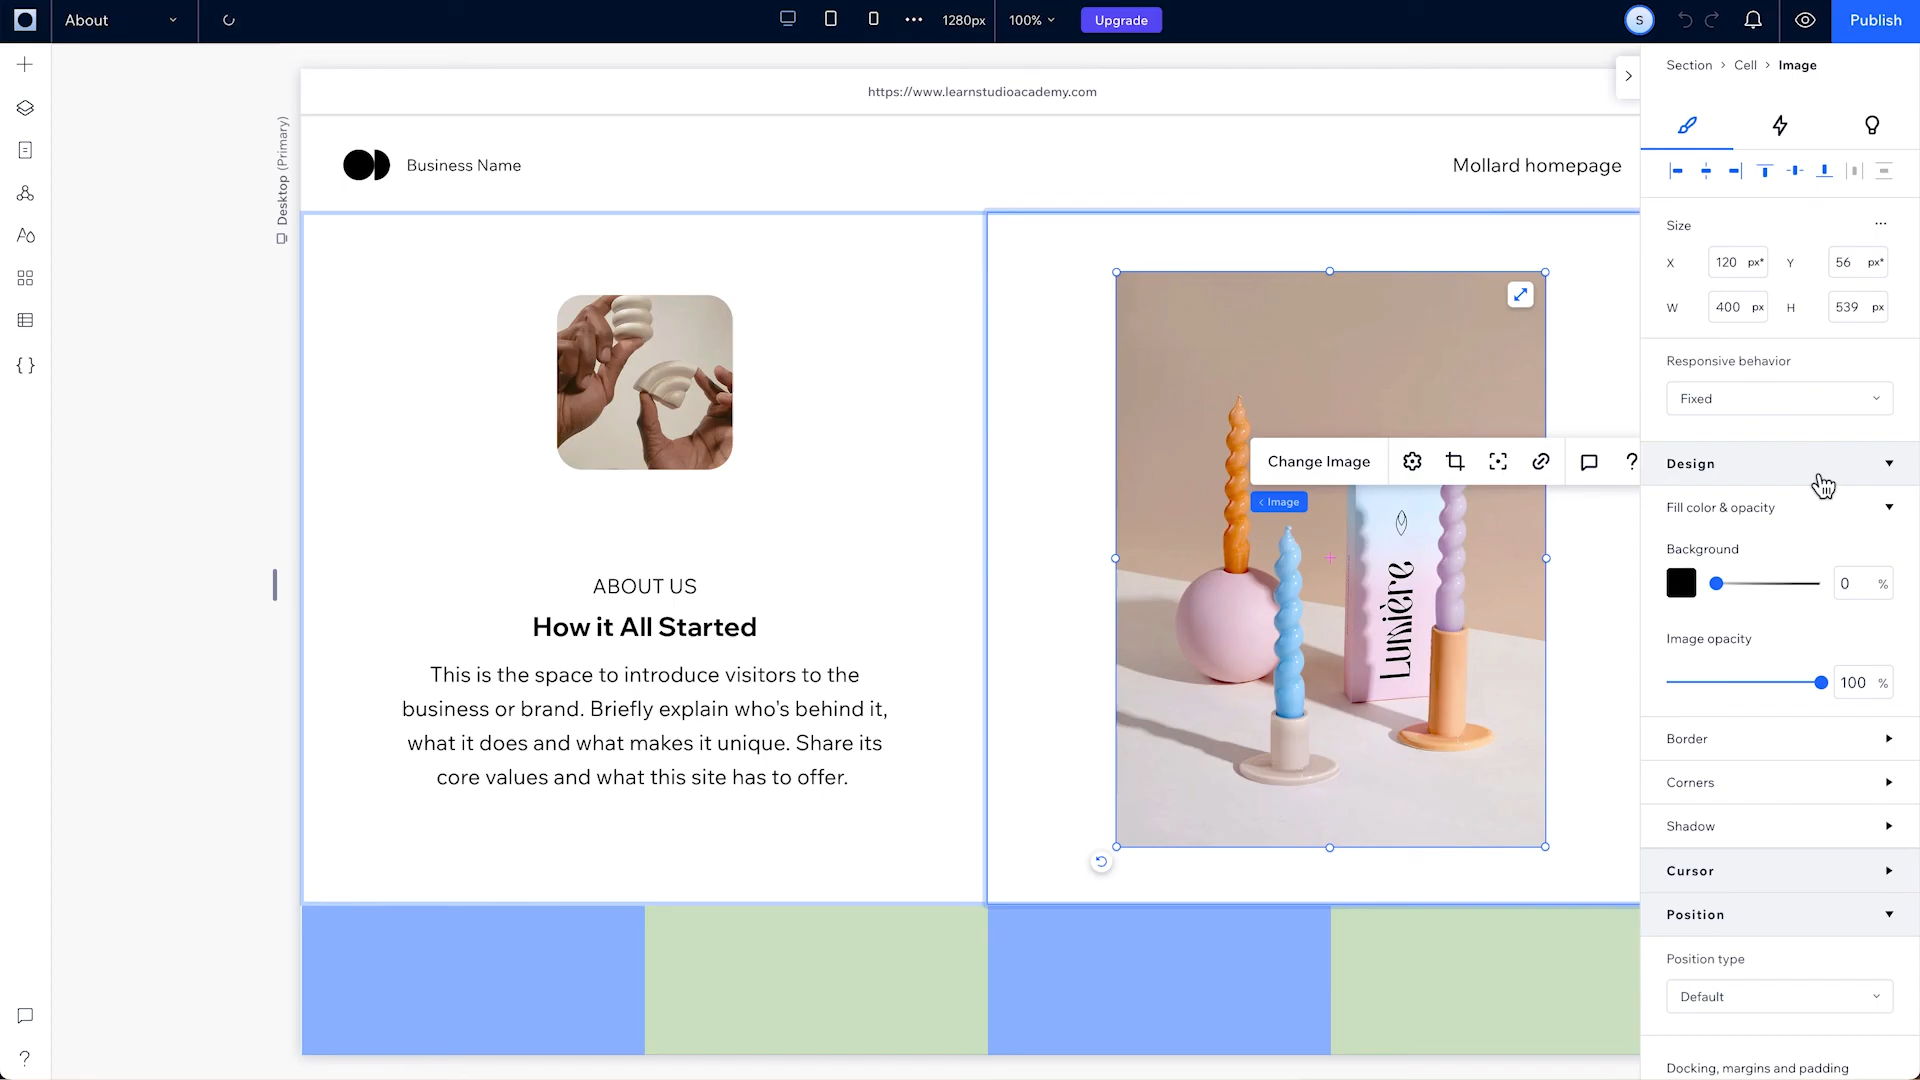 About
1280px
100%
Upgrade
S
Publish
Section > Cell > Image
https://www.learnstudioacademy.com
Desktop (Primary)
Business Name
Mollard homepage
Size
X 120 px* Y 56 px*
W 400 px H 539 px
Responsive behavior
Fixed
Change Image
?
< Image
Lumière
Design
Fill color & opacity
Background
0 %
Image opacity
100 %
Border
Corners
Shadow
Cursor
Position
Position type
Default
Docking, margins and padding
ABOUT US
How it All Started
This is the space to introduce visitors to the
business or brand. Briefly explain who's behind it,
what it does and what makes it unique. Share its
core values and what this site has to offer.
?